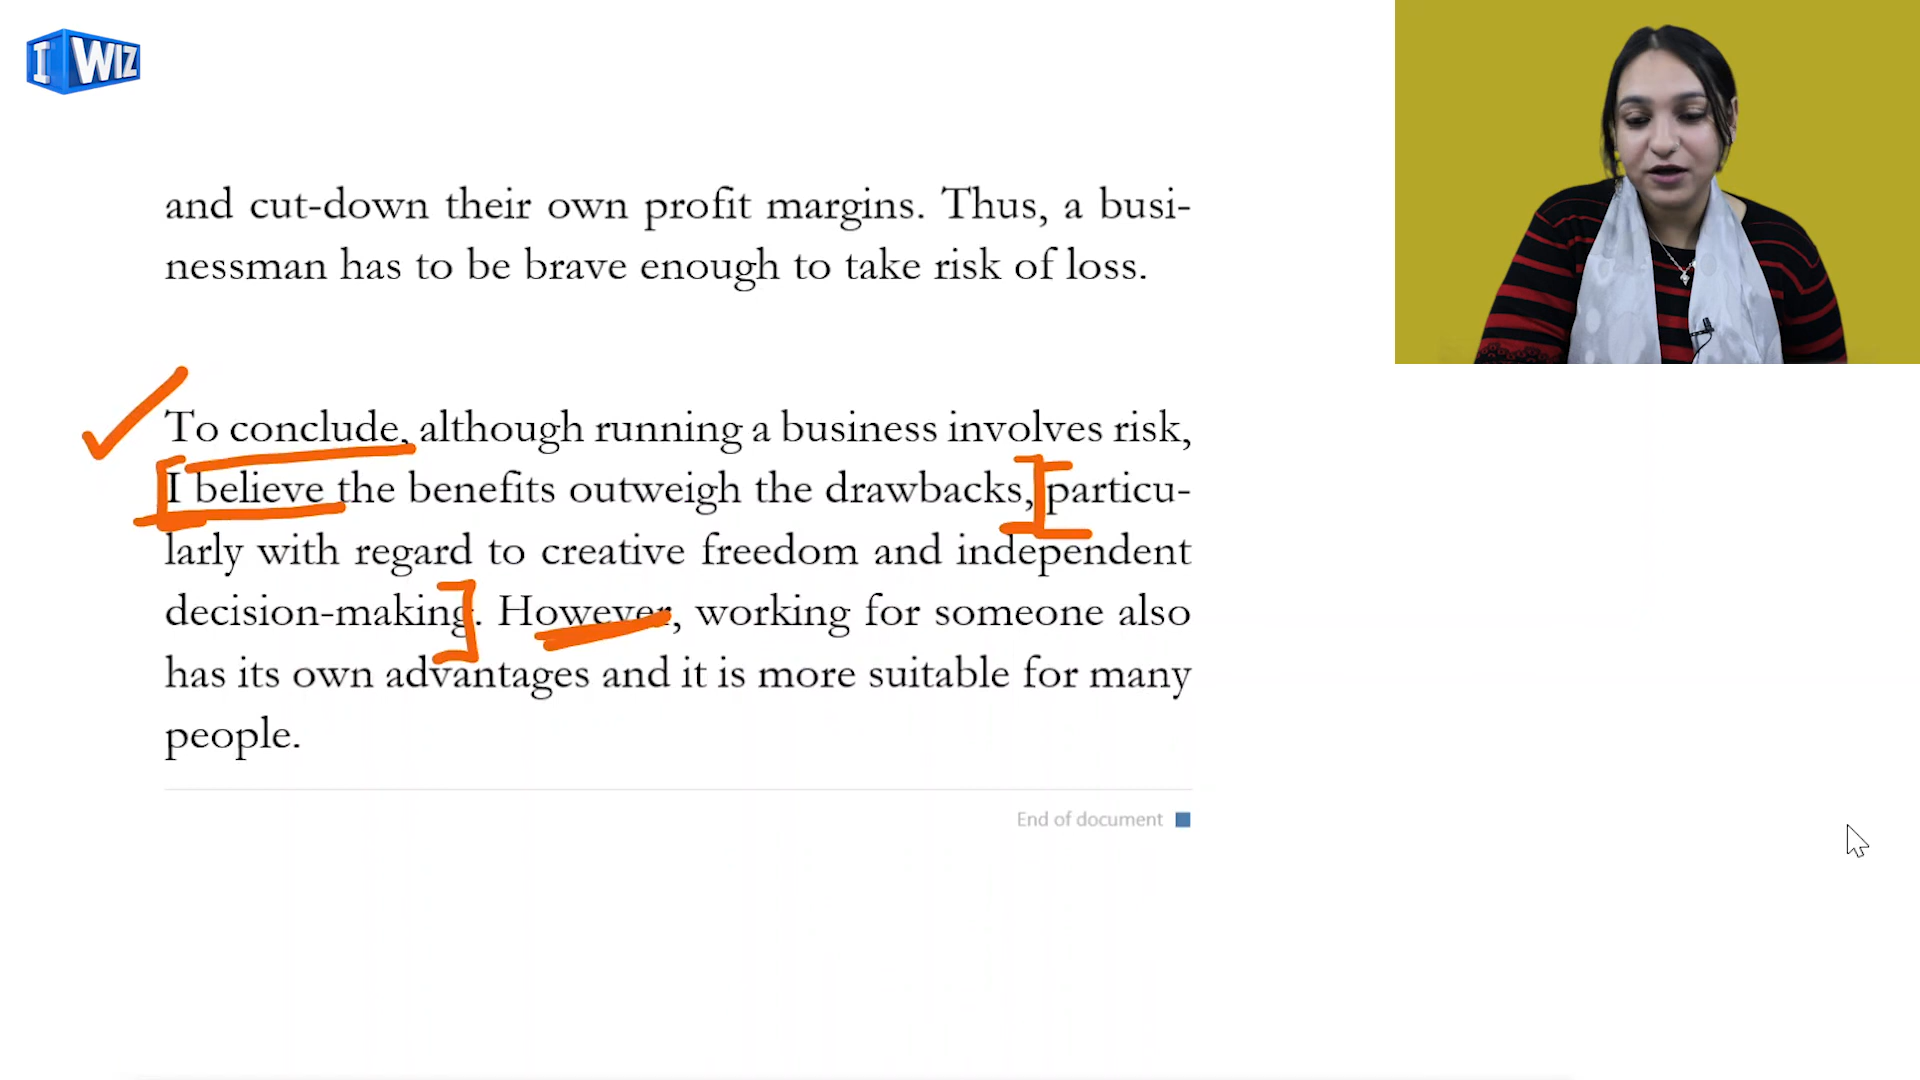 I WIZ
and cut-down their own profit margins. Thus, a busi-
nessman has to be brave enough to take risk of loss.
To conclude, although running a business involves risk,
I believe the benefits outweigh the drawbacks, particu-
larly with regard to creative freedom and independent
decision-making. However, working for someone also
has its own advantages and it is more suitable for many
people.
End of document